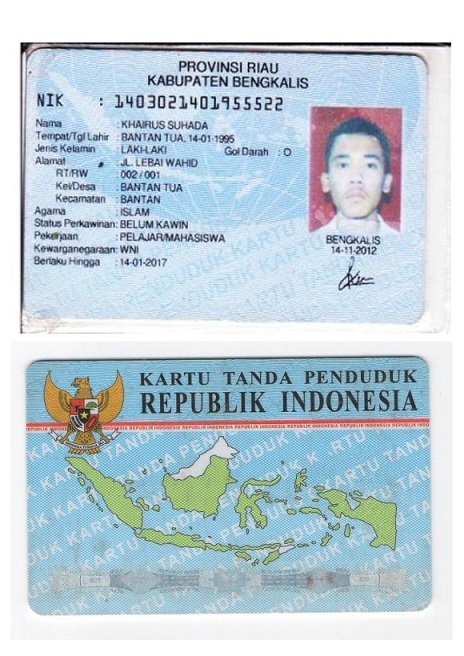 PROVINSI RIAU
KABUPATEN BENGKALIS
NIK : 1403021401955522
Nama : KHAIRUS SUHADA
Tempat/Tgl Lahir : BANTAN TUA, 14-01-1995
Jenis Kelamin : LAKI-LAKI Gol Darah : O
Alamat : JL. LEBAI WAHID
RT/RW : 002 / 001
Kel/Desa : BANTAN TUA
Kecamatan : BANTAN
Agama : ISLAM
Status Perkawinan: BELUM KAWIN
Pekerjaan : PELAJAR/MAHASISWA
Kewarganegaraan: WNI
Berlaku Hingga : 14-01-2017
BENGKALIS
14-11-2012
KARTU TANDA PENDUDUK
REPUBLIK INDONESIA